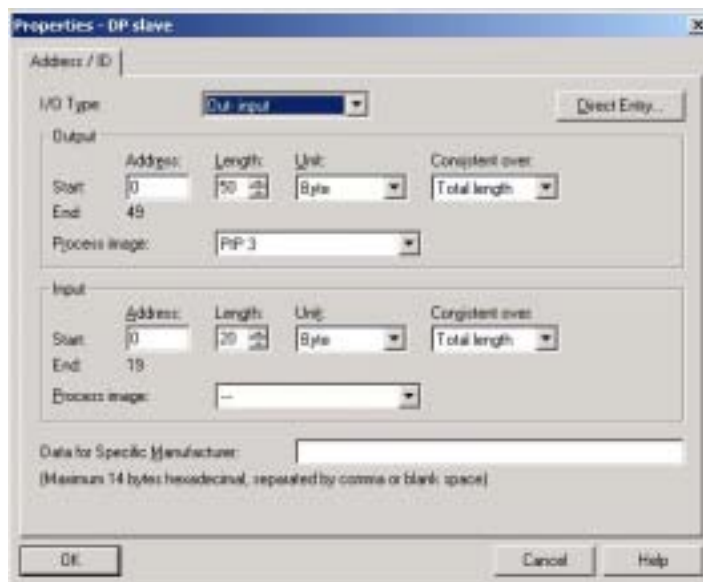 Properties - DP slave
Address / ID
I/O Type: Out- input Direct Entry...
Output
Address: Length: Unit: Consistent over:
Start: 0 50 Byte Total length
End: 49
Process image: PIP 3
Input
Address: Length: Unit: Consistent over:
Start: 0 20 Byte Total length
End: 19
Process image: ---
Data for Specific Manufacturer:
(Maximum 14 bytes hexadecimal, separated by comma or blank space)
OK Cancel Help